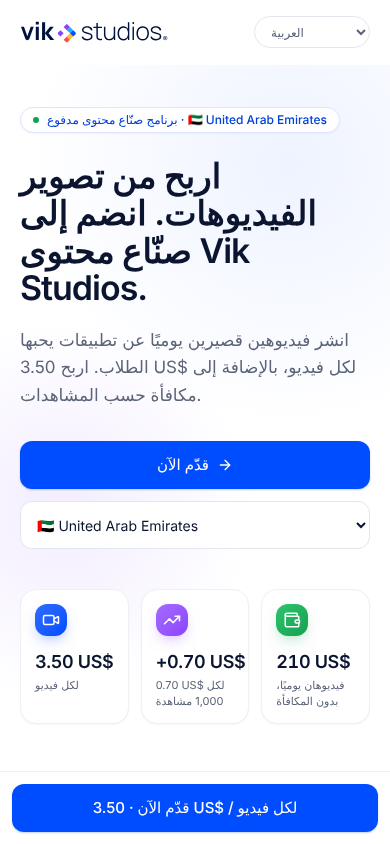 vik studios®
العربية
برنامج صنّاع محتوى مدفوع · 🇦🇪 United Arab Emirates
اربح من تصوير
الفيديوهات. انضم إلى
صنّاع محتوى Vik
Studios.
انشر فيديوهين قصيرين يوميًا عن تطبيقات يحبها
الطلاب. اربح 3.50 US$ لكل فيديو، بالإضافة إلى
مكافأة حسب المشاهدات.
قدّم الآن →
🇦🇪 United Arab Emirates
3.50 US$
لكل فيديو
+0.70 US$
0.70 US$ لكل
1,000 مشاهدة
210 US$
فيديوهان يوميًا،
بدون المكافأة
قدّم الآن · 3.50 US$ / لكل فيديو